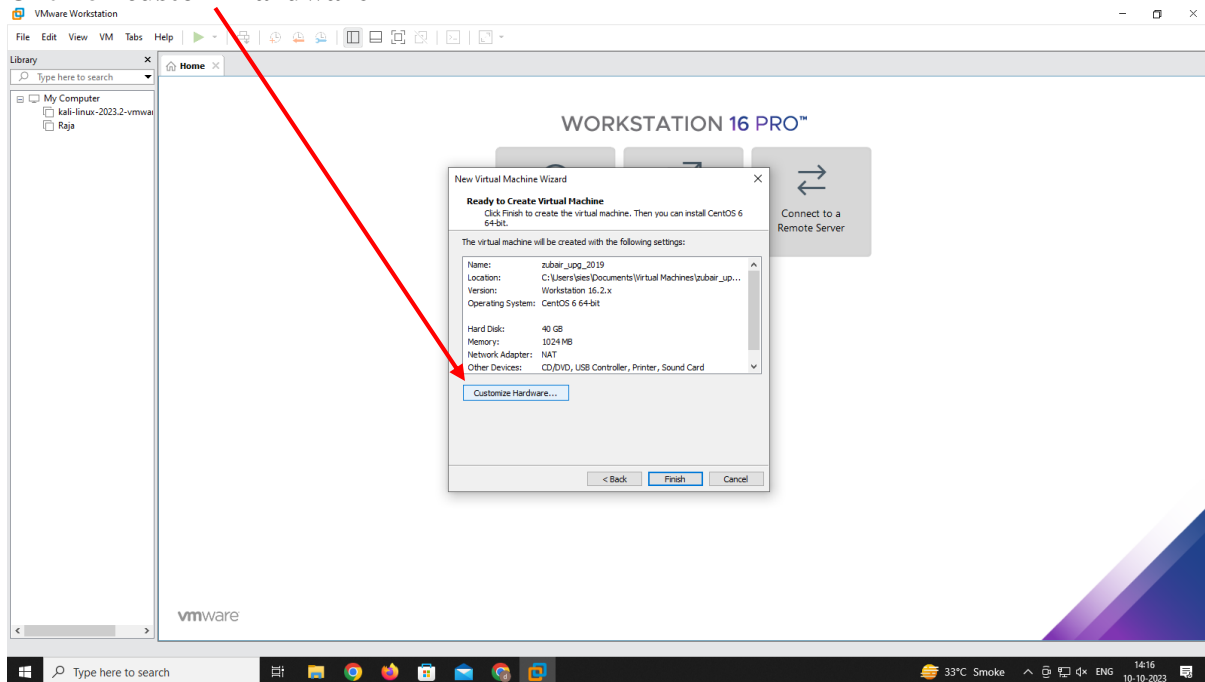 VMware Workstation
File Edit View VM Tabs Help
Library
Type here to search
My Computer
kali-linux-2023.2-vmwar
Raja
Home
WORKSTATION 16 PRO™
Connect to a
Remote Server
New Virtual Machine Wizard
Ready to Create Virtual Machine
Click Finish to create the virtual machine. Then you can install CentOS 6
64-bit.
The virtual machine will be created with the following settings:
Name: zubair_upg_2019
Location: C:\Users\sies\Documents\Virtual Machines\zubair_up...
Version: Workstation 16.2.x
Operating System: CentOS 6 64-bit
Hard Disk: 40 GB
Memory: 1024 MB
Network Adapter: NAT
Other Devices: CD/DVD, USB Controller, Printer, Sound Card
Customize Hardware...
< Back Finish Cancel
vmware
Type here to search
33°C Smoke ENG 14:16
10-10-2023